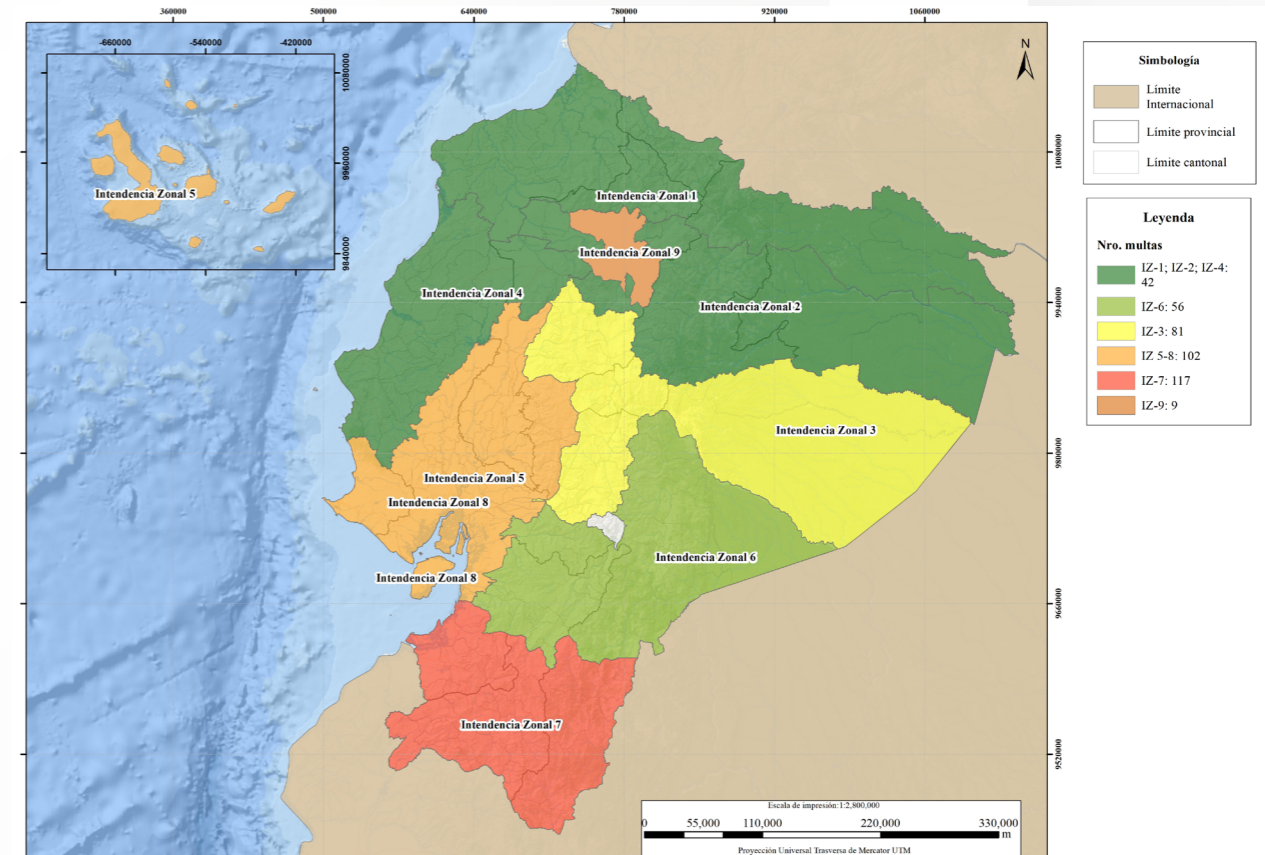 360000
500000
640000
780000
920000
1060000
-660000
-540000
-420000
10080000
9960000
9840000
Intendencia Zonal 5
N
10080000
9940000
9800000
9660000
9520000
Intendencia Zonal 1
Intendencia Zonal 9
Intendencia Zonal 4
Intendencia Zonal 2
Intendencia Zonal 3
Intendencia Zonal 5
Intendencia Zonal 8
Intendencia Zonal 6
Intendencia Zonal 8
Intendencia Zonal 7
Simbología
Límite
Internacional
Límite provincial
Límite cantonal
Leyenda
Nro. multas
IZ-1; IZ-2; IZ-4:
42
IZ-6: 56
IZ-3: 81
IZ 5-8: 102
IZ-7: 117
IZ-9: 9
Escala de impresión:1:2,800,000
0 55,000 110,000 220,000 330,000
m
Proyección Universal Trasversa de Mercator UTM